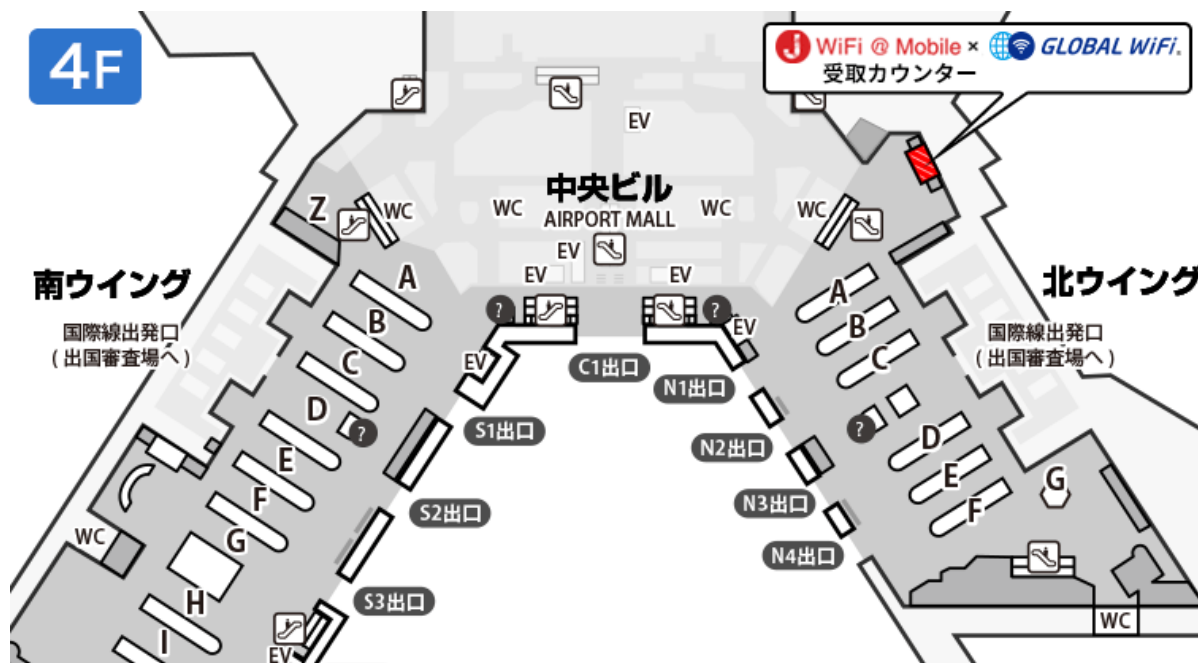 4F
WiFi @ Mobile × GLOBAL WiFi®
受取カウンター
EV
中央ビル
AIRPORT MALL
WC
WC
WC
WC
EV
EV
EV
南ウイング
国際線出発口
(出国審査場へ)
Z
A
B
C
D
E
F
G
H
I
?
?
WC
EV
EV
S1出口
S2出口
S3出口
C1出口
N1出口
N2出口
N3出口
N4出口
?
EV
?
北ウイング
国際線出発口
(出国審査場へ)
A
B
C
D
E
F
G
WC